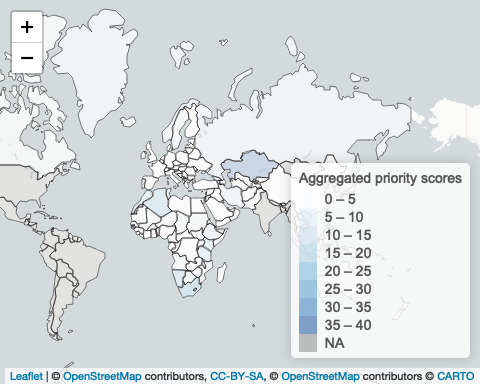 +
−
Aggregated priority scores
0 – 5
5 – 10
10 – 15
15 – 20
20 – 25
25 – 30
30 – 35
35 – 40
NA
Leaflet | © OpenStreetMap contributors, CC-BY-SA, © OpenStreetMap contributors © CARTO